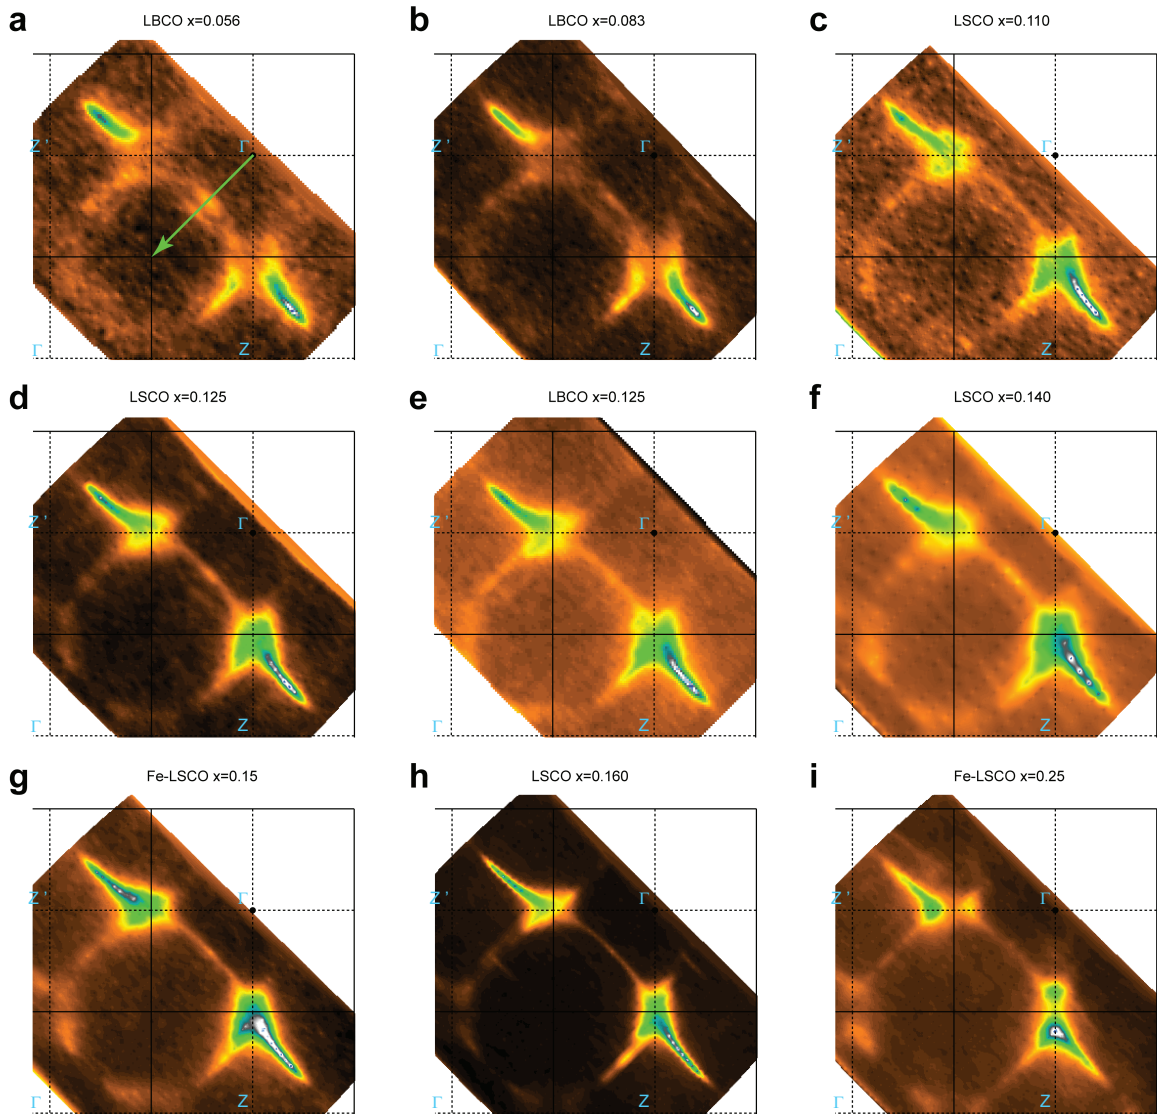 a LBCO x=0.056
b LBCO x=0.083
c LSCO x=0.110
Z' Γ
Z' Γ
Z' Γ
Γ Z
Γ Z
Γ Z
d LSCO x=0.125
e LBCO x=0.125
f LSCO x=0.140
Z' Γ
Z' Γ
Z' Γ
Γ Z
Γ Z
Γ Z
g Fe-LSCO x=0.15
h LSCO x=0.160
i Fe-LSCO x=0.25
Z' Γ
Z' Γ
Z' Γ
Γ Z
Γ Z
Γ Z